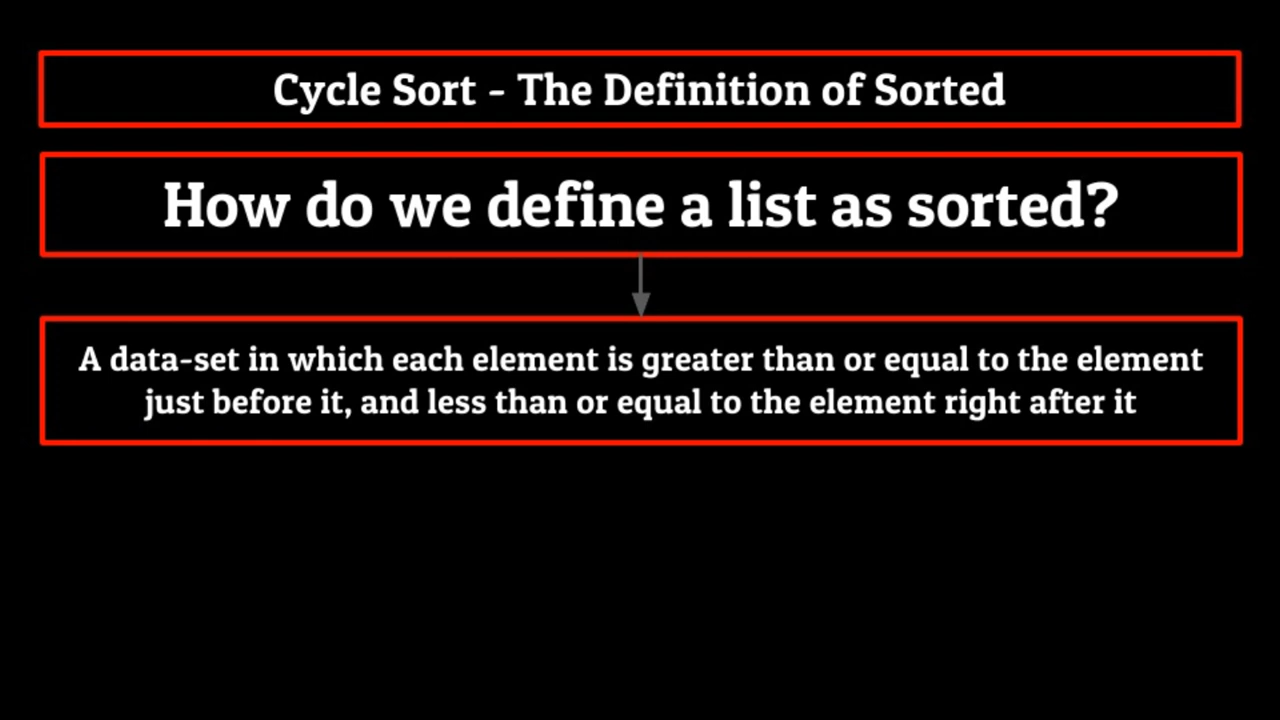 Cycle Sort - The Definition of Sorted
How do we define a list as sorted?
A data-set in which each element is greater than or equal to the element
just before it, and less than or equal to the element right after it